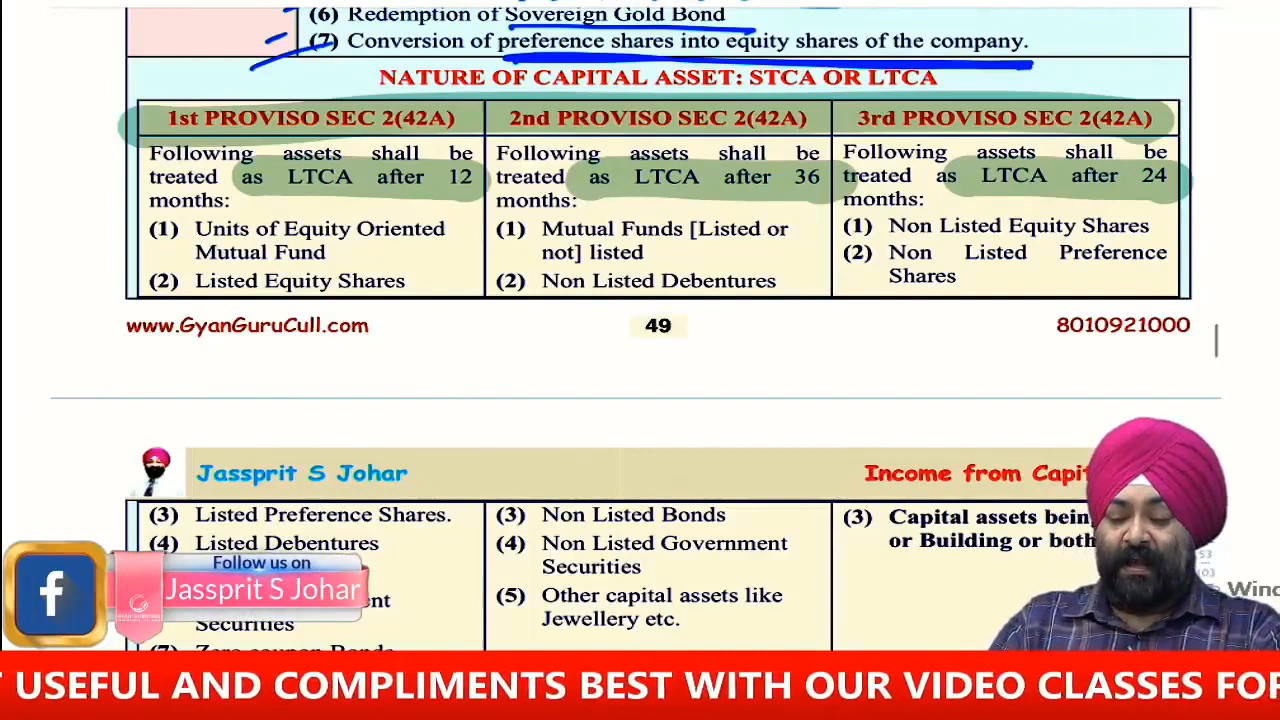 (6) Redemption of Sovereign Gold Bond
(7) Conversion of preference shares into equity shares of the company.
NATURE OF CAPITAL ASSET: STCA OR LTCA
1st PROVISO SEC 2(42A)
Following assets shall be
treated as LTCA after 12
months:
(1) Units of Equity Oriented
Mutual Fund
(2) Listed Equity Shares
2nd PROVISO SEC 2(42A)
Following assets shall be
treated as LTCA after 36
months:
(1) Mutual Funds [Listed or
not] listed
(2) Non Listed Debentures
3rd PROVISO SEC 2(42A)
Following assets shall be
treated as LTCA after 24
months:
(1) Non Listed Equity Shares
(2) Non Listed Preference
Shares
www.GyanGuruCull.com 49 8010921000
Jassprit S Johar Income from
(3) Listed Preference Shares.
(4) Listed Debentures
Securities
Zero coupon Bonds
(3) Non Listed Bonds
(4) Non Listed Government
Securities
(5) Other capital assets like
Jewellery etc.
(3) Capital assets
or Building or both
Follow us on
Jassprit S Johar
USEFUL AND COMPLIMENTS BEST WITH OUR VIDEO CLASSES